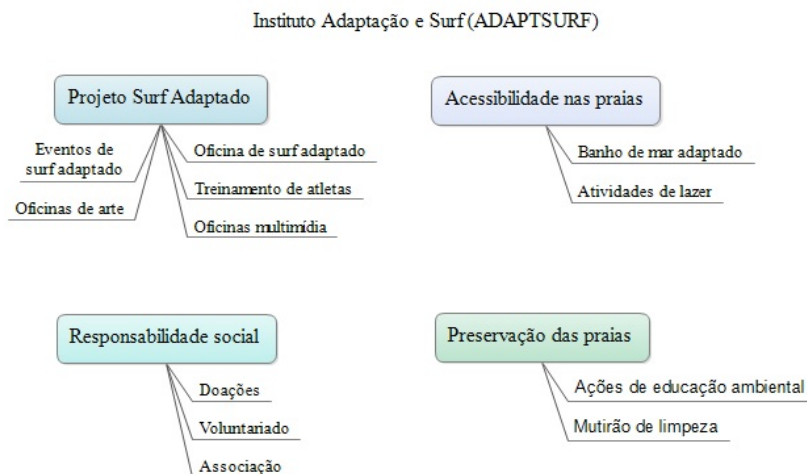 Instituto Adaptação e Surf (ADAPTSURF)
Projeto Surf Adaptado
Eventos de
surf adaptado
Oficinas de arte
Oficina de surf adaptado
Treinamento de atletas
Oficinas multimídia
Acessibilidade nas praias
Banho de mar adaptado
Atividades de lazer
Responsabilidade social
Doações
Voluntariado
Associação
Preservação das praias
Ações de educação ambiental
Mutirão de limpeza